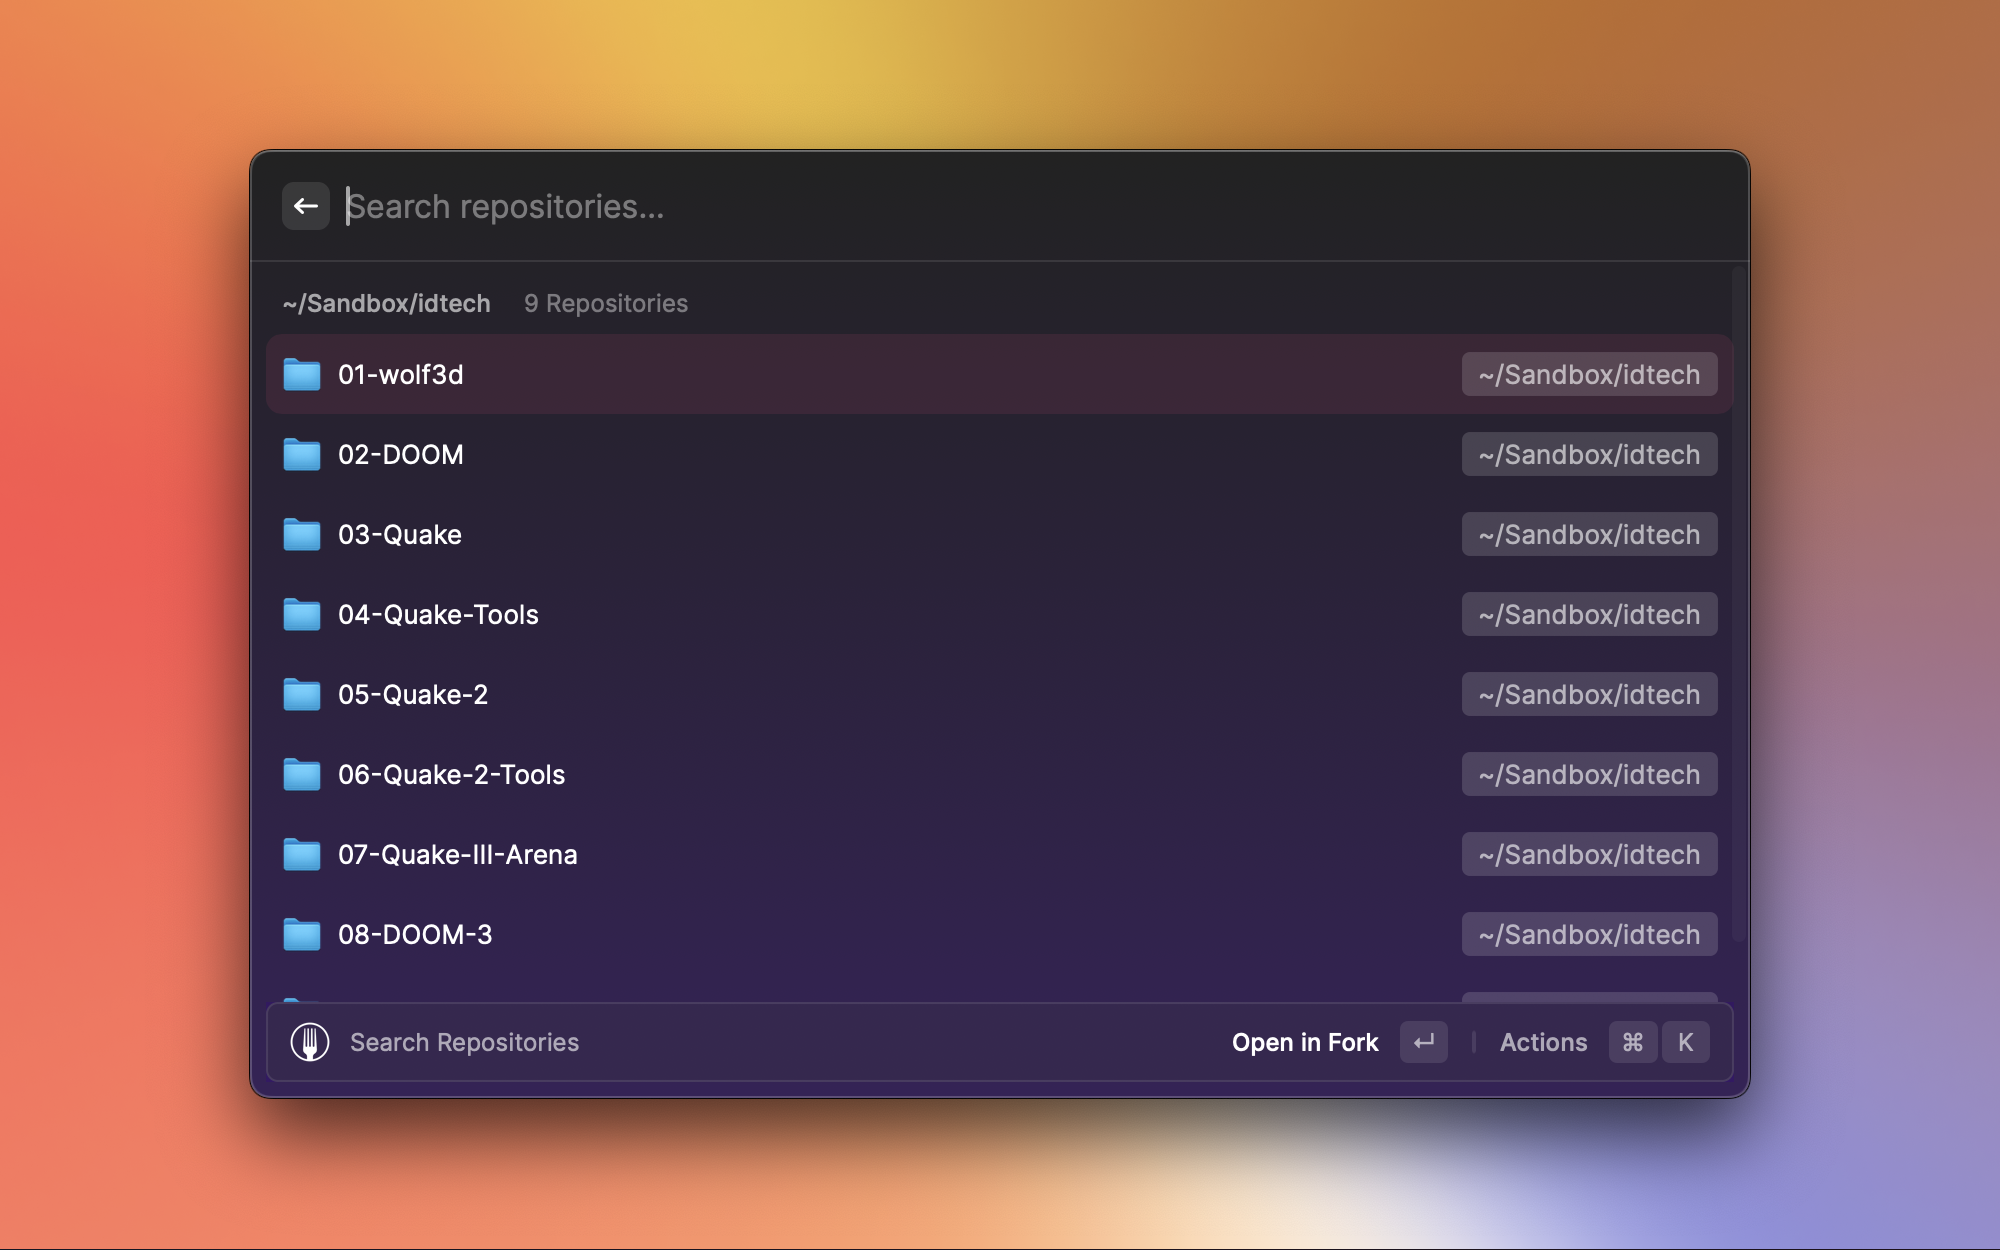 Search repositories...
~/Sandbox/idtech 9 Repositories
01-wolf3d ~/Sandbox/idtech
02-DOOM ~/Sandbox/idtech
03-Quake ~/Sandbox/idtech
04-Quake-Tools ~/Sandbox/idtech
05-Quake-2 ~/Sandbox/idtech
06-Quake-2-Tools ~/Sandbox/idtech
07-Quake-III-Arena ~/Sandbox/idtech
08-DOOM-3 ~/Sandbox/idtech
Search Repositories Open in Fork ↵ Actions ⌘ K